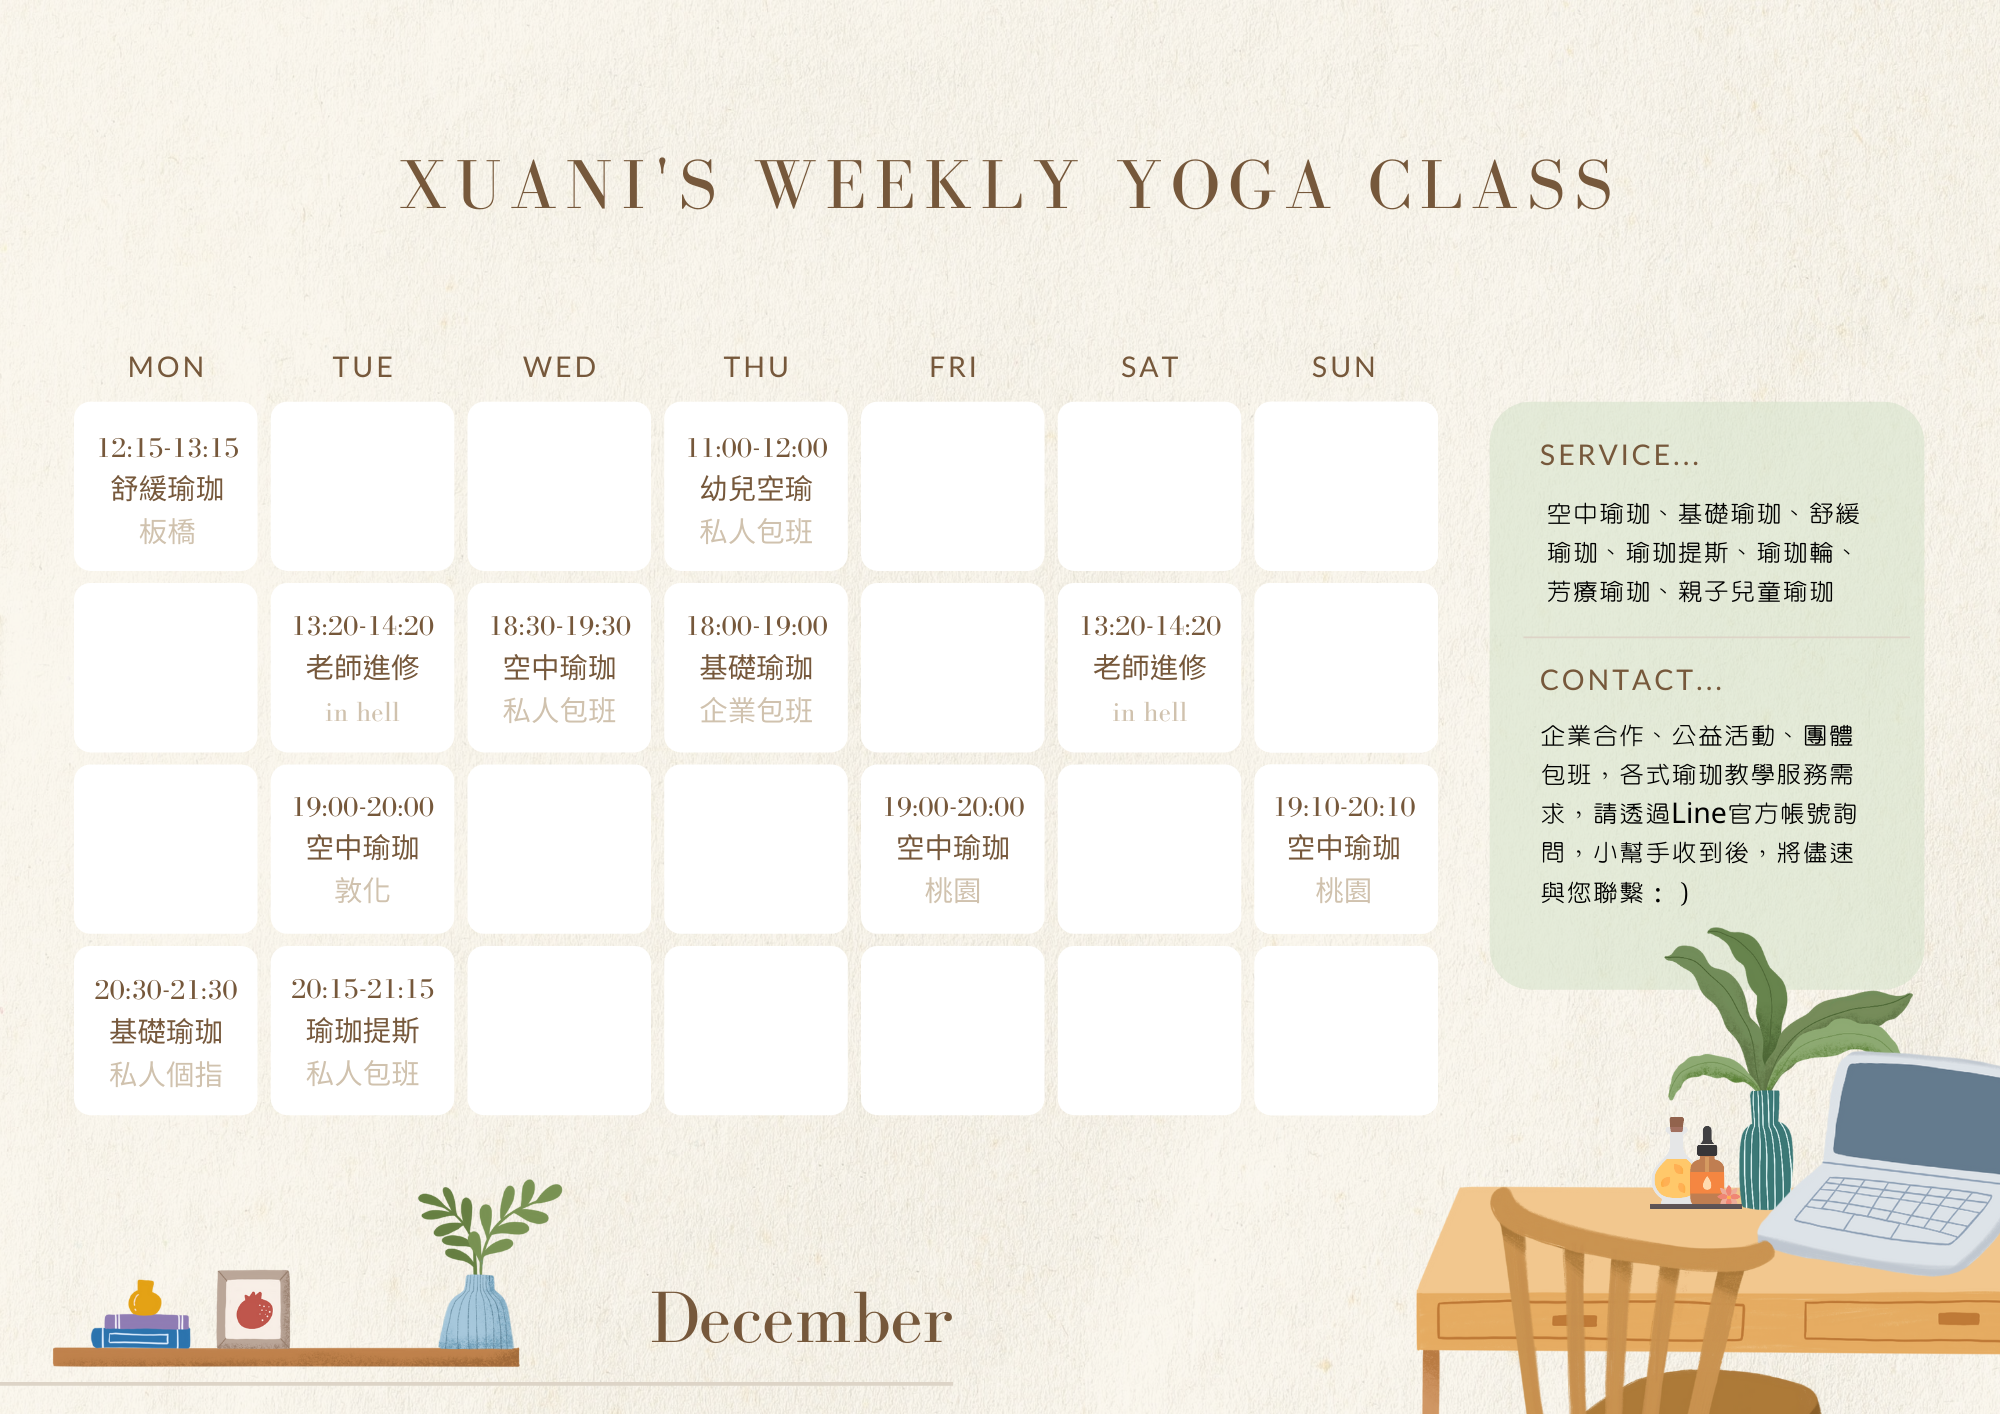 XUANI'S WEEKLY YOGA CLASS
MON TUE WED THU FRI SAT SUN
12:15-13:15
舒緩瑜珈
板橋
11:00-12:00
幼兒空瑜
私人包班
13:20-14:20
老師進修
in hell
18:30-19:30
空中瑜珈
私人包班
18:00-19:00
基礎瑜珈
企業包班
13:20-14:20
老師進修
in hell
19:00-20:00
空中瑜珈
敦化
19:00-20:00
空中瑜珈
桃園
19:10-20:10
空中瑜珈
桃園
20:30-21:30
基礎瑜珈
私人個指
20:15-21:15
瑜珈提斯
私人包班
SERVICE...
空中瑜珈、基礎瑜珈、舒緩
瑜珈、瑜珈提斯、瑜珈輪、
芳療瑜珈、親子兒童瑜珈
CONTACT...
企業合作、公益活動、團體
包班，各式瑜珈教學服務需
求，請透過Line官方帳號詢
問，小幫手收到後，將儘速
與您聯繫：)
December